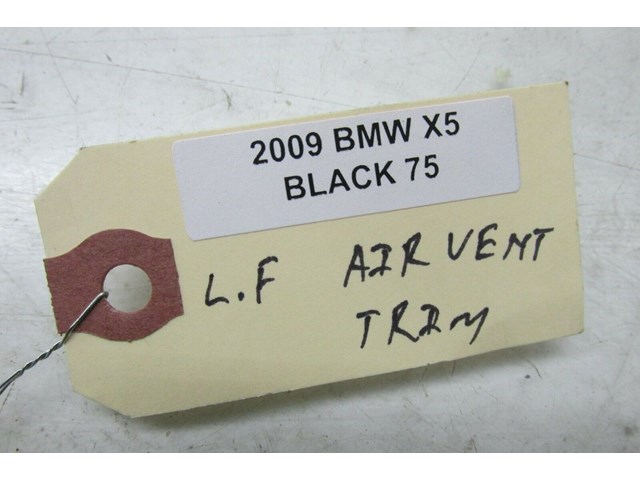 2009 BMW X5
BLACK 75
L.F AIR VENT
TRIM